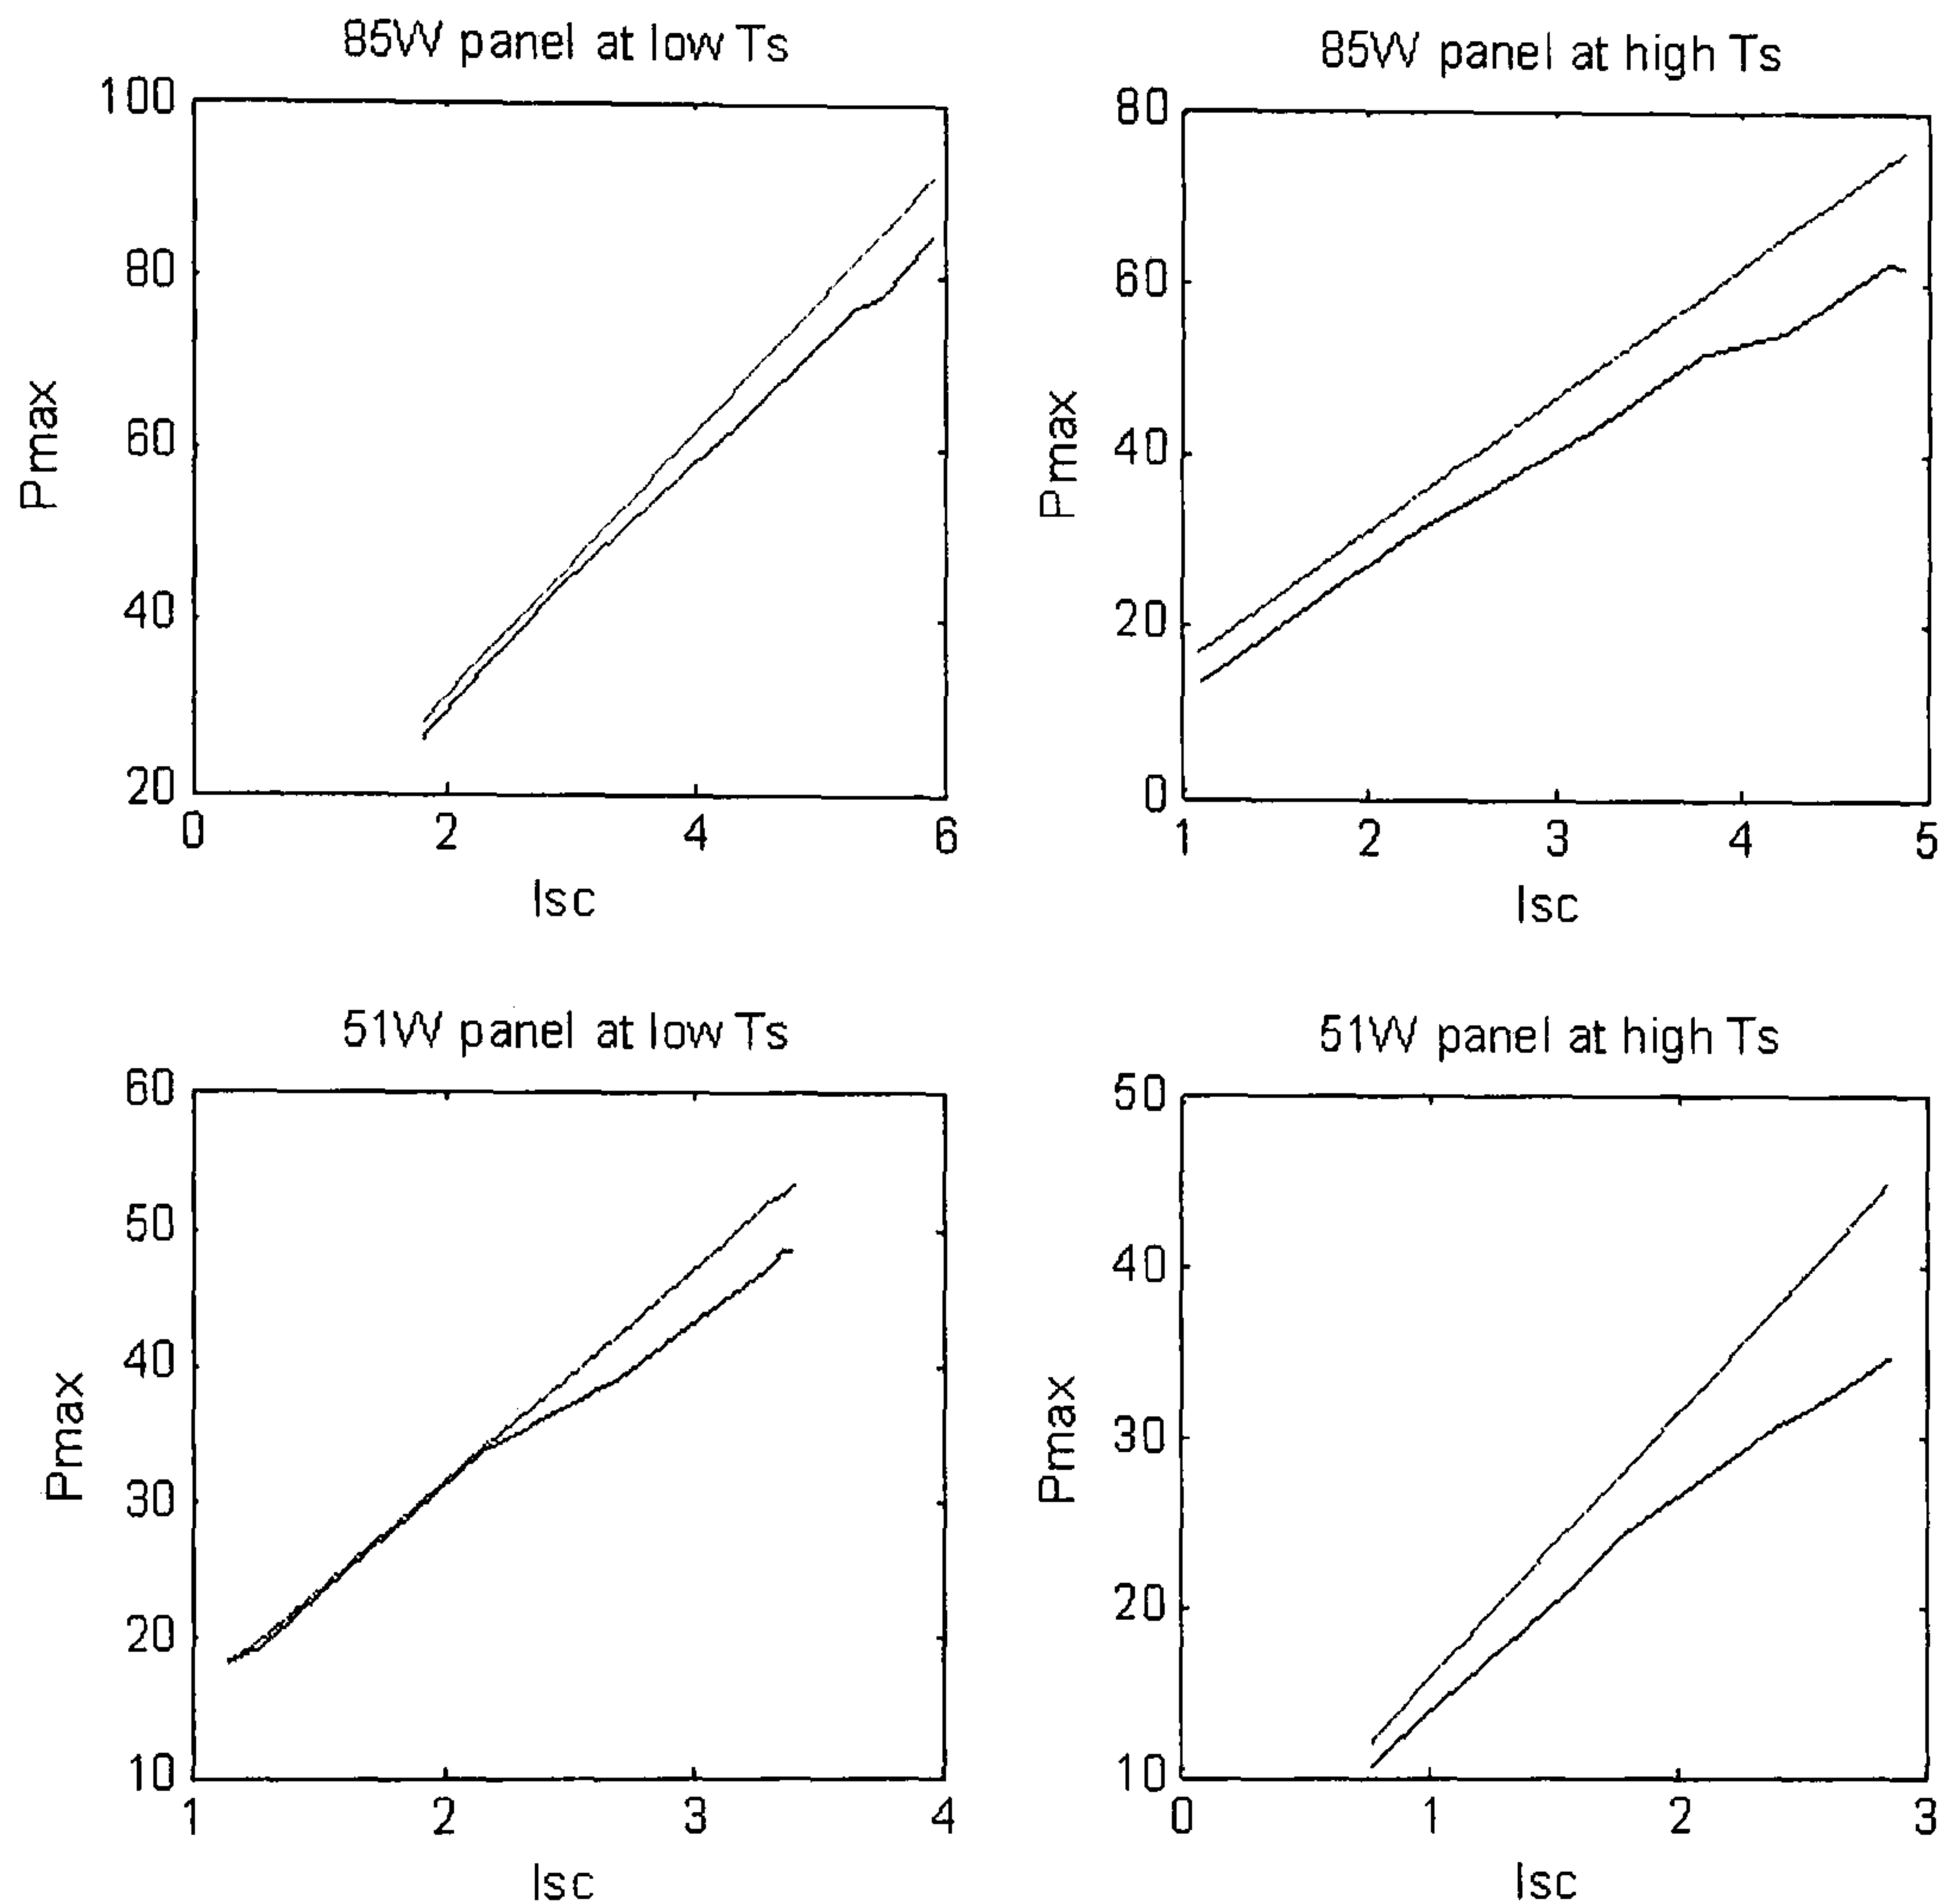 85W panel at low Ts
100
80
60
40
20
Pmax
0 2 4 6
Isc
85W panel at high Ts
80
60
40
20
0
Pmax
1 2 3 4 5
Isc
51W panel at low Ts
60
50
40
30
20
10
Pmax
1 2 3 4
Isc
51W panel at high Ts
50
40
30
20
10
Pmax
0 1 2 3
Isc